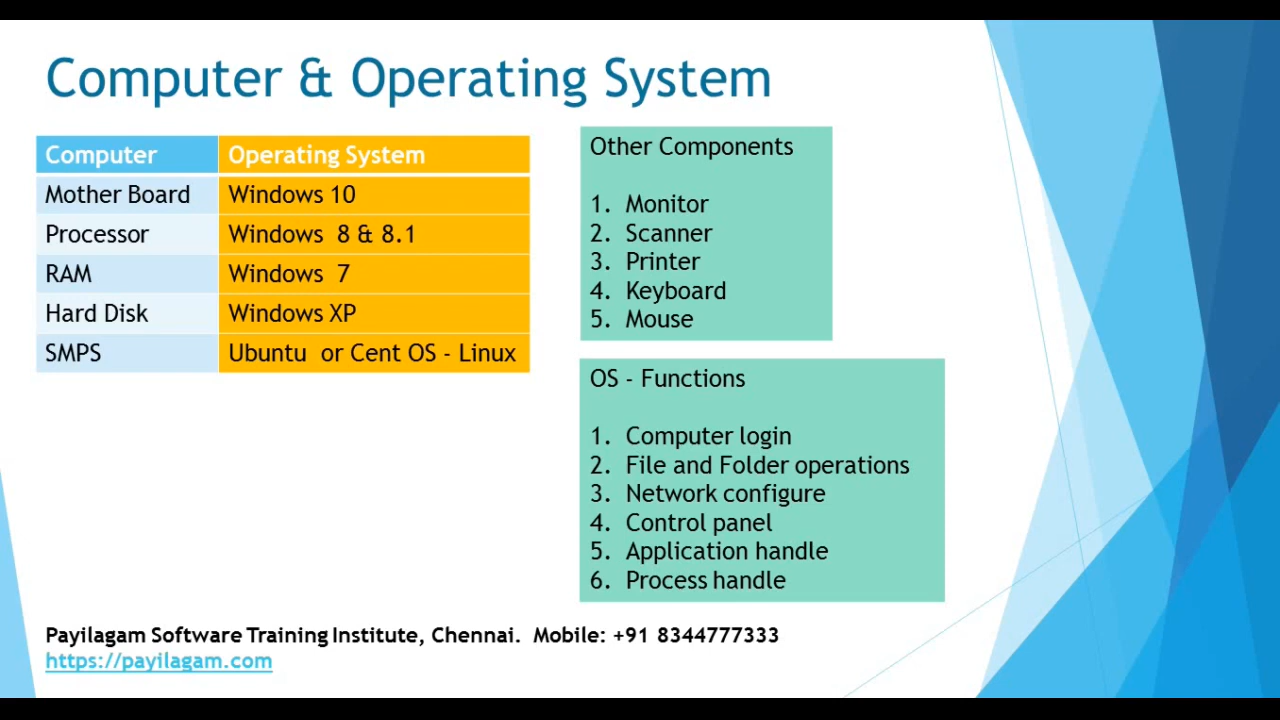 Computer & Operating System
Computer Operating System
Mother Board Windows 10
Processor Windows 8 & 8.1
RAM Windows 7
Hard Disk Windows XP
SMPS Ubuntu or Cent OS - Linux
Other Components
1. Monitor
2. Scanner
3. Printer
4. Keyboard
5. Mouse
OS - Functions
1. Computer login
2. File and Folder operations
3. Network configure
4. Control panel
5. Application handle
6. Process handle
Payilagam Software Training Institute, Chennai. Mobile: +91 8344777333
https://payilagam.com